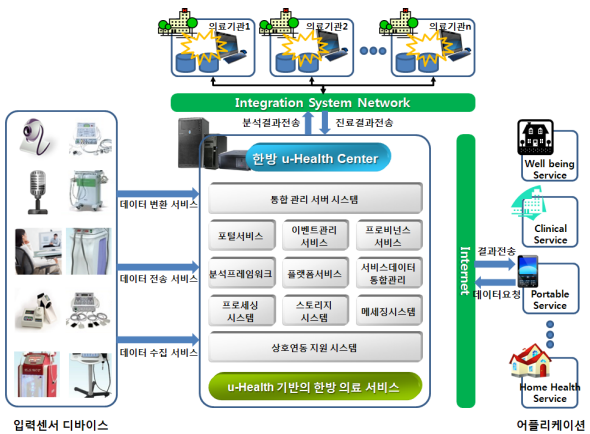 의료기관1
의료기관2
의료기관n
Integration System Network
분석결과전송
진료결과전송
한방 u-Health Center
통합 관리 서버 시스템
데이터 변환 서비스
포털서비스
이벤트관리
서비스
프로비넌스
서비스
분석프레임워크
플랫폼서비스
서비스데이터
통합관리
데이터 전송 서비스
프로세싱
시스템
스토리지
시스템
메세징시스템
상호연동 지원 시스템
데이터 수집 서비스
u-Health 기반의 한방 의료 서비스
Internet
결과전송
데이터요청
Well being
Service
Clinical
Service
Portable
Service
Home Health
Service
입력센서 디바이스
어플리케이션